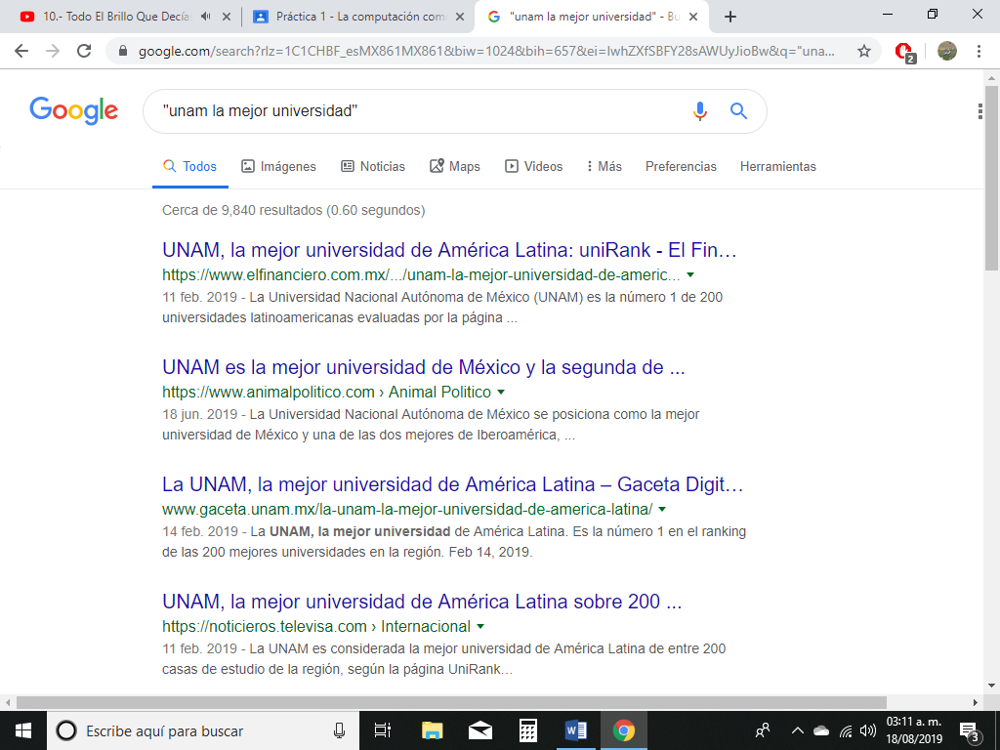 10.- Todo El Brillo Que Decías
Práctica 1 - La computación com
"unam la mejor universidad" - Bu
google.com/search?rlz=1C1CHBF_esMX861MX861&biw=1024&bih=657&ei=IwhZXfSBFY28sAWUyJioBw&q="una...
2
Google
"unam la mejor universidad"
Todos Imágenes Noticias Maps Videos Más Preferencias Herramientas
Cerca de 9,840 resultados (0.60 segundos)
UNAM, la mejor universidad de América Latina: uniRank - El Fin…
https://www.elfinanciero.com.mx/.../unam-la-mejor-universidad-de-americ...
11 feb. 2019 - La Universidad Nacional Autónoma de México (UNAM) es la número 1 de 200
universidades latinoamericanas evaluadas por la página ...
UNAM es la mejor universidad de México y la segunda de ...
https://www.animalpolitico.com › Animal Politico
18 jun. 2019 - La Universidad Nacional Autónoma de México se posiciona como la mejor
universidad de México y una de las dos mejores de Iberoamérica, ...
La UNAM, la mejor universidad de América Latina – Gaceta Digit…
www.gaceta.unam.mx/la-unam-la-mejor-universidad-de-america-latina/
14 feb. 2019 - La UNAM, la mejor universidad de América Latina. Es la número 1 en el ranking
de las 200 mejores universidades en la región. Feb 14, 2019.
UNAM, la mejor universidad de América Latina sobre 200 ...
https://noticieros.televisa.com › Internacional
11 feb. 2019 - La UNAM es considerada la mejor universidad de América Latina de entre 200
casas de estudio de la región, según la página UniRank…
Escribe aquí para buscar
03:11 a. m.
18/08/2019
3